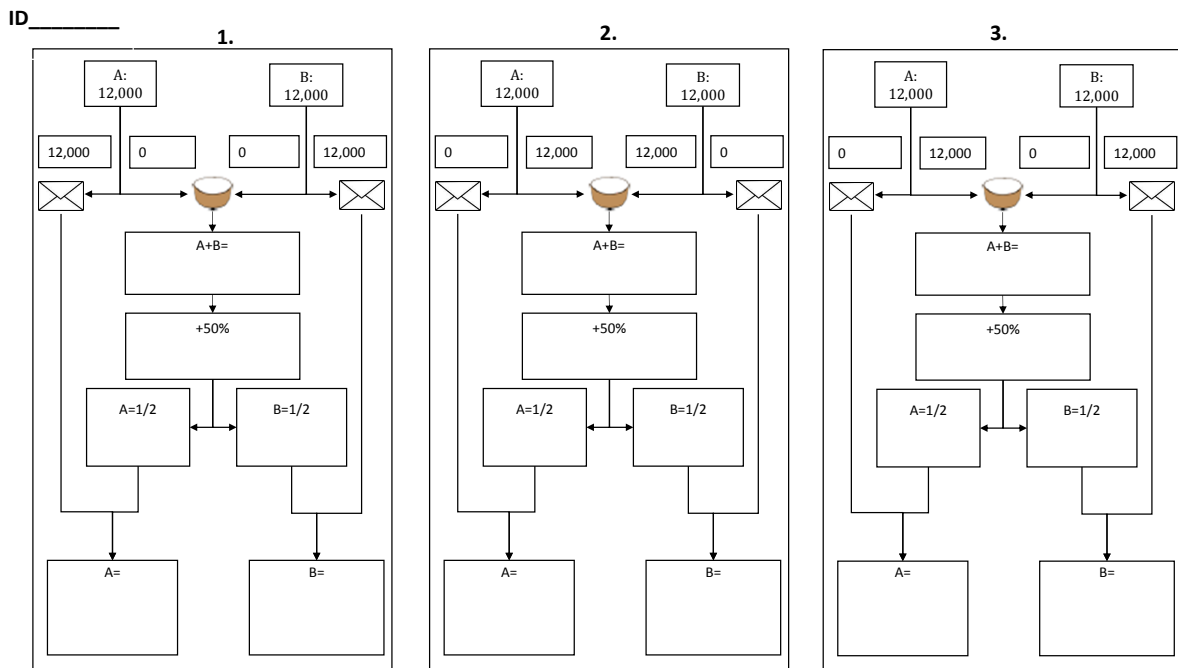 ID________
1.
A:
12,000
B:
12,000
12,000
0
0
12,000
A+B=
+50%
A=1/2
B=1/2
A=
B=
2.
A:
12,000
B:
12,000
0
12,000
12,000
0
A+B=
+50%
A=1/2
B=1/2
A=
B=
3.
A:
12,000
B:
12,000
0
12,000
0
12,000
A+B=
+50%
A=1/2
B=1/2
A=
B=